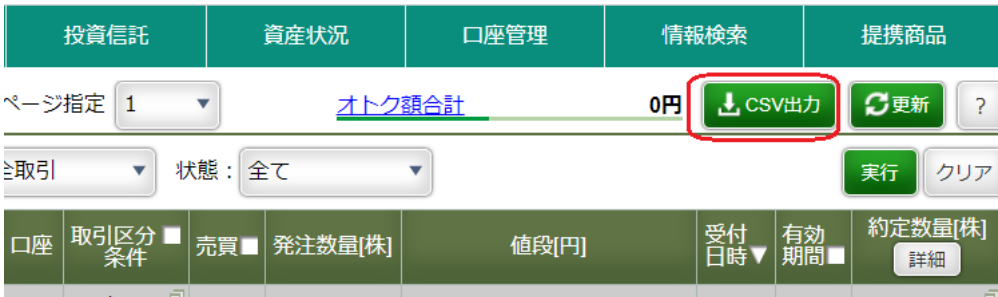 投資信託 資産状況 口座管理 情報検索 提携商品
ページ指定 1 オトク額合計 0円 CSV出力 更新 ?
全取引 状態： 全て 実行 クリア
口座 取引区分 条件 売買 発注数量[株] 値段[円] 受付 日時▼ 有効 期間 約定数量[株] 詳細